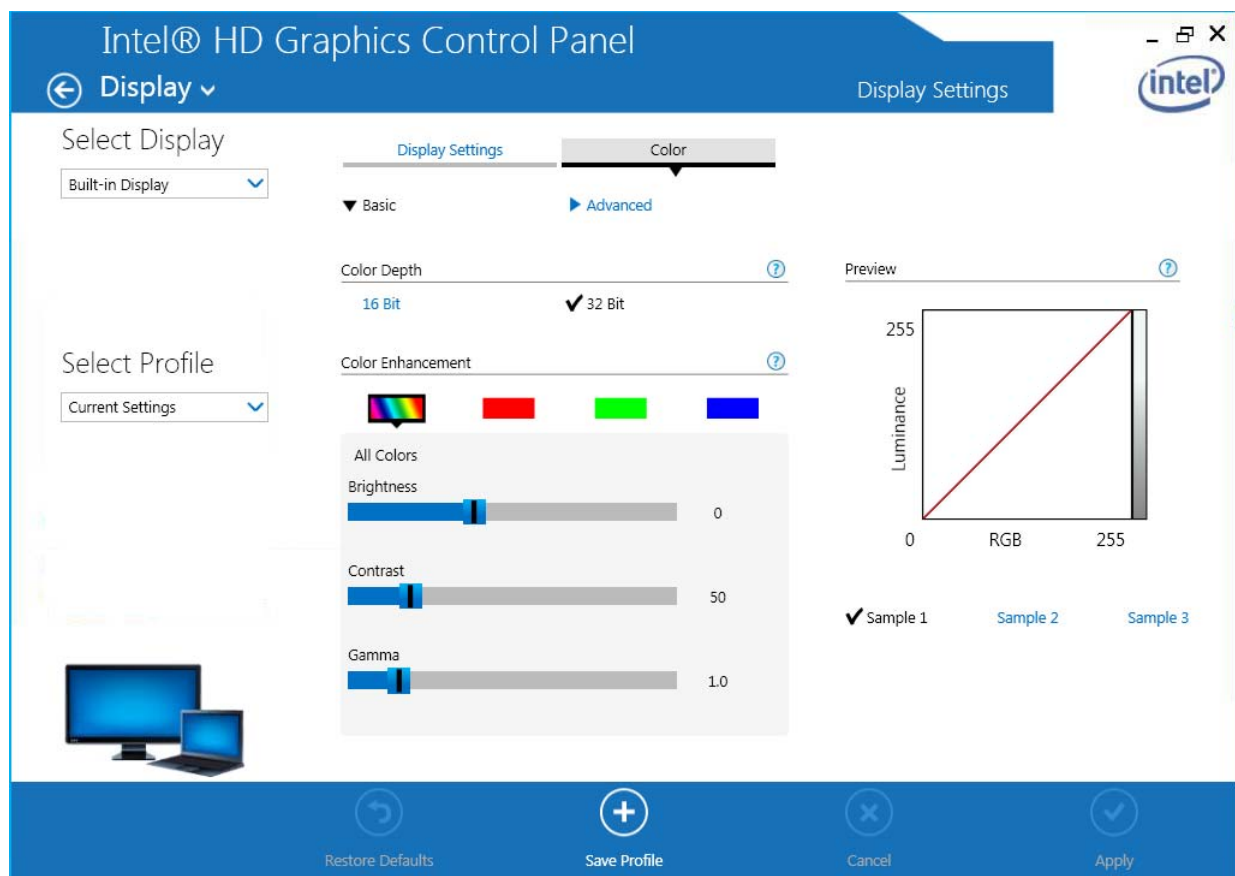 Intel® HD Graphics Control Panel
Display
Display Settings
intel®
Select Display
Built-in Display
Select Profile
Current Settings
Display Settings
Color
Basic
Advanced
Color Depth
?
16 Bit
32 Bit
Color Enhancement
?
All Colors
Brightness
0
Contrast
50
Gamma
1.0
Preview
?
255
Luminance
0 RGB 255
Sample 1
Sample 2
Sample 3
Restore Defaults
Save Profile
Cancel
Apply